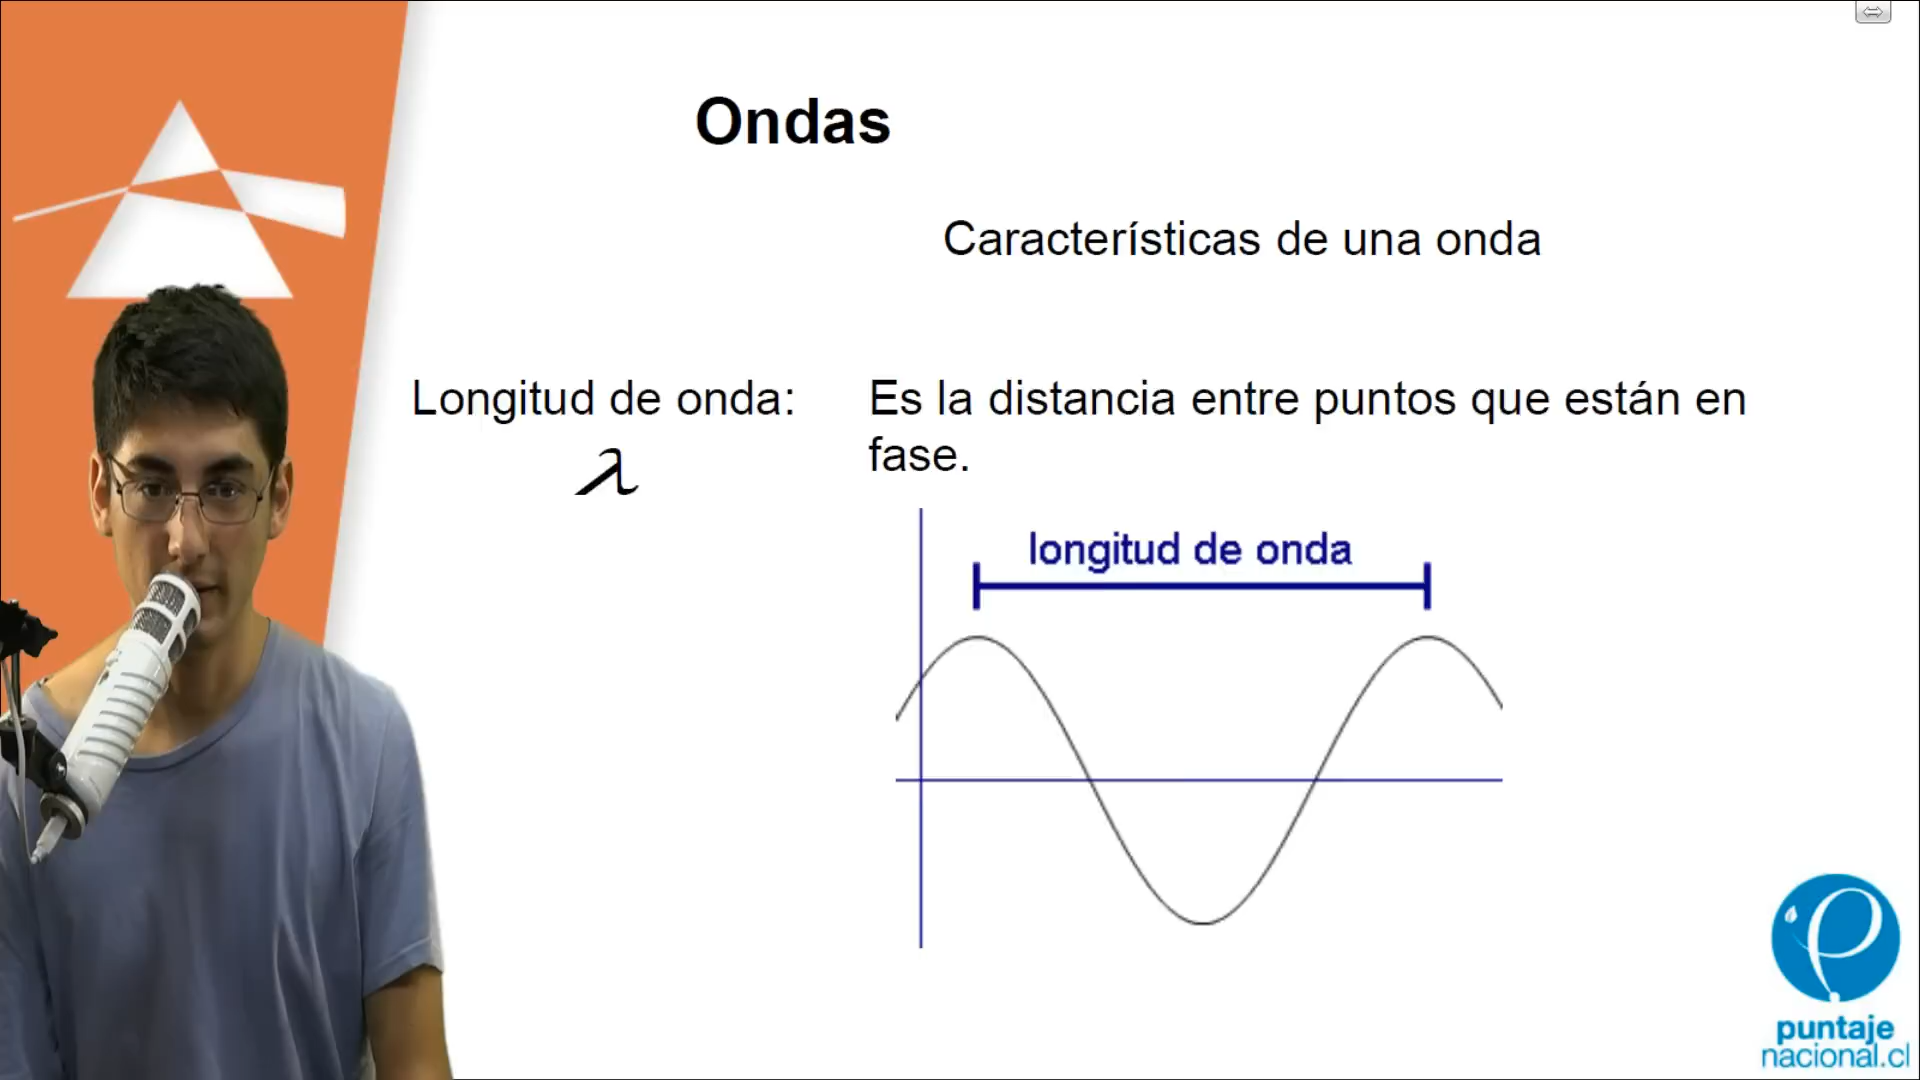 Ondas
Características de una onda
Longitud de onda:
λ
Es la distancia entre puntos que están en
fase.
longitud de onda
puntaje
nacional.cl